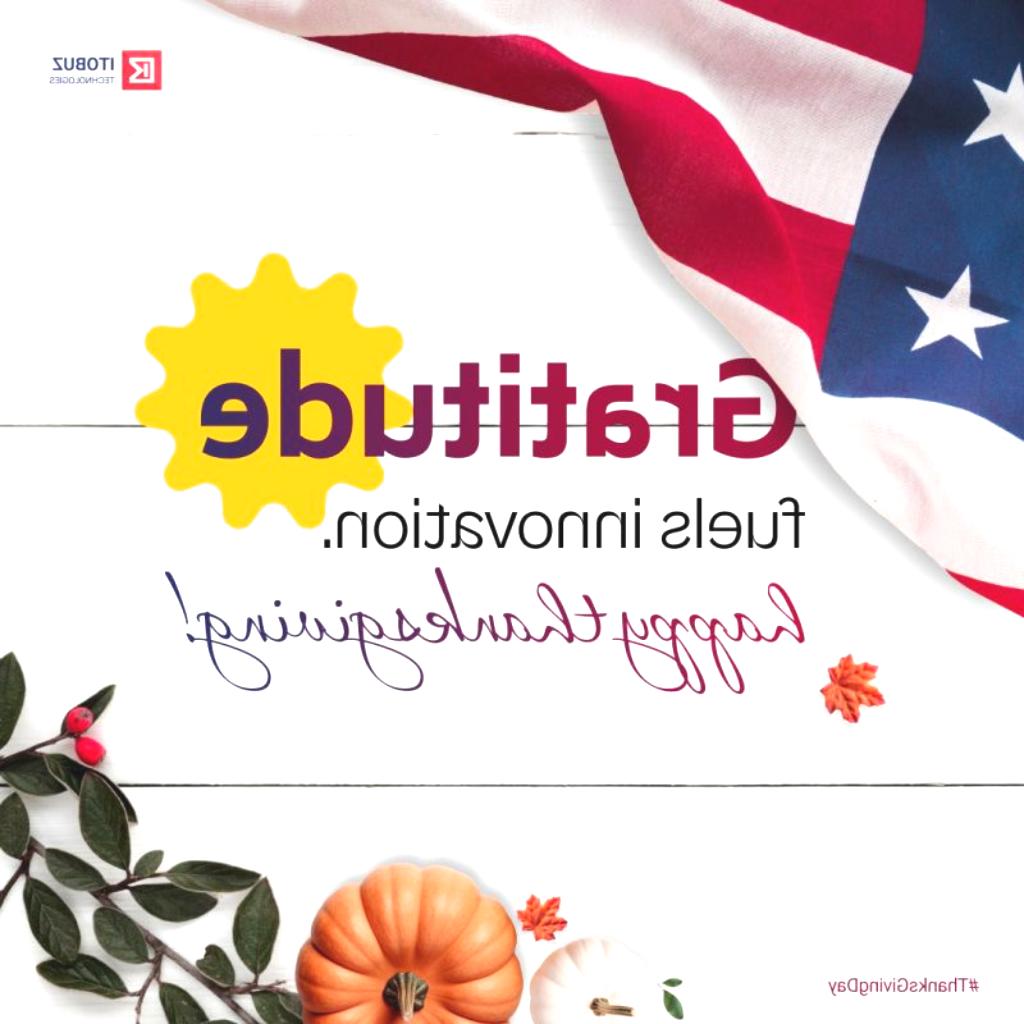 ITOBUZ
TECHNOLOGIES
Gratitude
fuels innovation.
happy thanksgiving!
#ThanksGivingDay